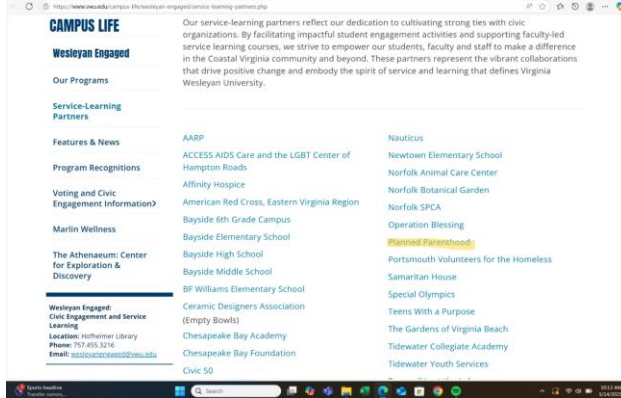 https://www.vwu.edu/campus-life/wesleyan-engaged/service-learning-partners.php
CAMPUS LIFE
Wesleyan Engaged
Our Programs
Service-Learning
Partners
Features & News
Program Recognitions
Voting and Civic
Engagement Information>
Marlin Wellness
The Athenaeum: Center
for Exploration &
Discovery
Wesleyan Engaged:
Civic Engagement and Service
Learning
Location: Hofheimer Library
Phone: 757.455.3216
Email: wesleyanengaged@vwu.edu
Our service-learning partners reflect our dedication to cultivating strong ties with civic
organizations. By facilitating impactful student engagement activities and supporting faculty-led
service learning courses, we strive to empower our students, faculty and staff to make a difference
in the Coastal Virginia community and beyond. These partners represent the vibrant collaborations
that drive positive change and embody the spirit of service and learning that defines Virginia
Wesleyan University.
AARP
ACCESS AIDS Care and the LGBT Center of
Hampton Roads
Affinity Hospice
American Red Cross, Eastern Virginia Region
Bayside 6th Grade Campus
Bayside Elementary School
Bayside High School
Bayside Middle School
BF Williams Elementary School
Ceramic Designers Association
(Empty Bowls)
Chesapeake Bay Academy
Chesapeake Bay Foundation
Civic 50
Nauticus
Newtown Elementary School
Norfolk Animal Care Center
Norfolk Botanical Garden
Norfolk SPCA
Operation Blessing
Planned Parenthood
Portsmouth Volunteers for the Homeless
Samaritan House
Special Olympics
Teens With a Purpose
The Gardens of Virginia Beach
Tidewater Collegiate Academy
Tidewater Youth Services
Sports headline
Transfer rumors,...
Search
10:12 AM